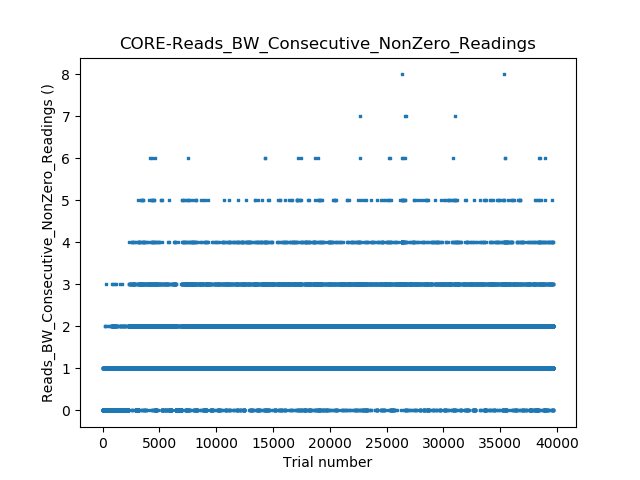 CORE-Reads_BW_Consecutive_NonZero_Readings
Reads_BW_Consecutive_NonZero_Readings ()
8
7
6
5
4
3
2
1
0
0 5000 10000 15000 20000 25000 30000 35000 40000
Trial number